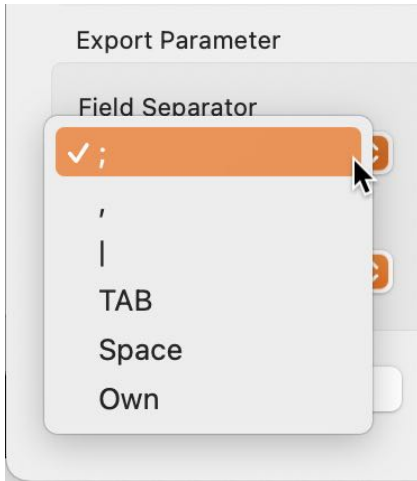 Export Parameter
Field Separator
;
,
|
TAB
Space
Own